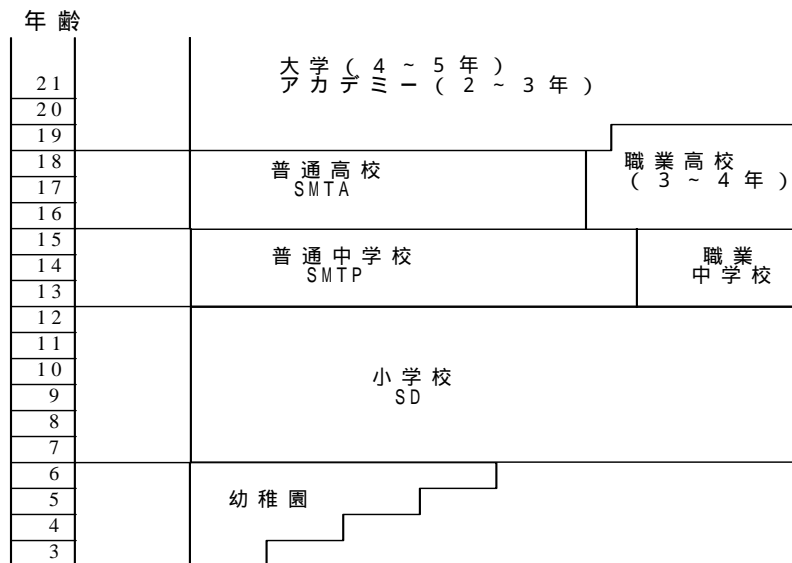 年齢
大学(4~5年)
21
アカデミー(2~3年)
20
19
18
普通高校
職業高校
17
SMTA
(3~4年)
16
15
普通中学校
職業
14
SMTP
中学校
13
12
11
10
小学校
9
SD
8
7
6
5
幼稚園
4
3